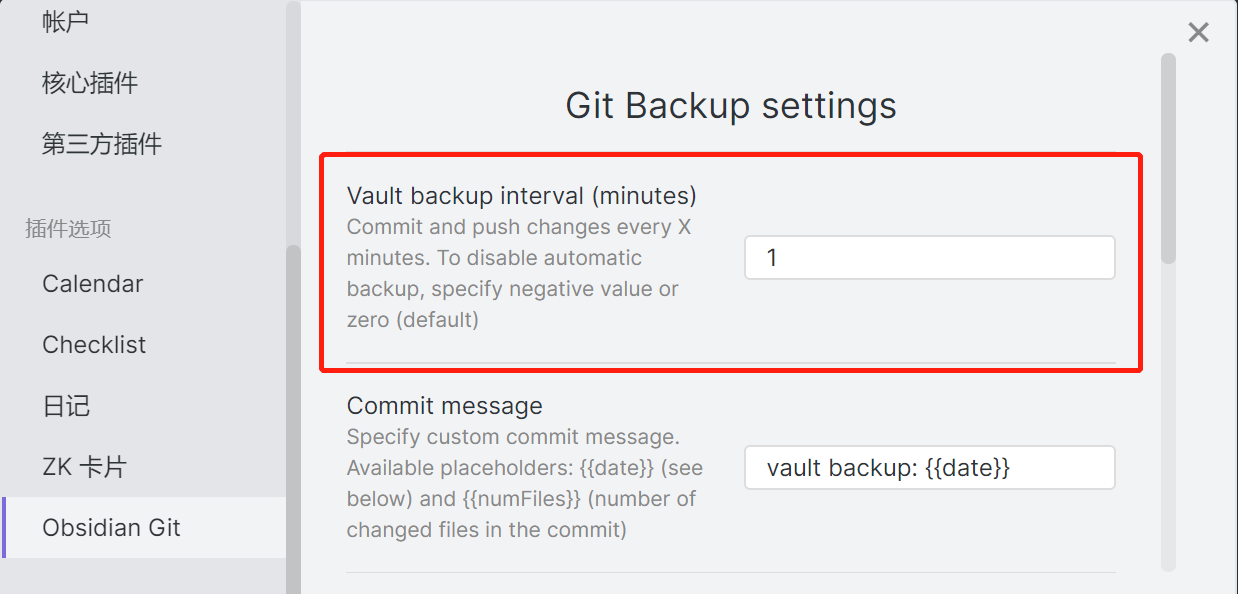 帐户
核心插件
第三方插件
插件选项
Calendar
Checklist
日记
ZK 卡片
Obsidian Git
Git Backup settings
Vault backup interval (minutes)
Commit and push changes every X
minutes. To disable automatic
backup, specify negative value or
zero (default)
1
Commit message
Specify custom commit message.
Available placeholders: {{date}} (see
below) and {{numFiles}} (number of
changed files in the commit)
vault backup: {{date}}